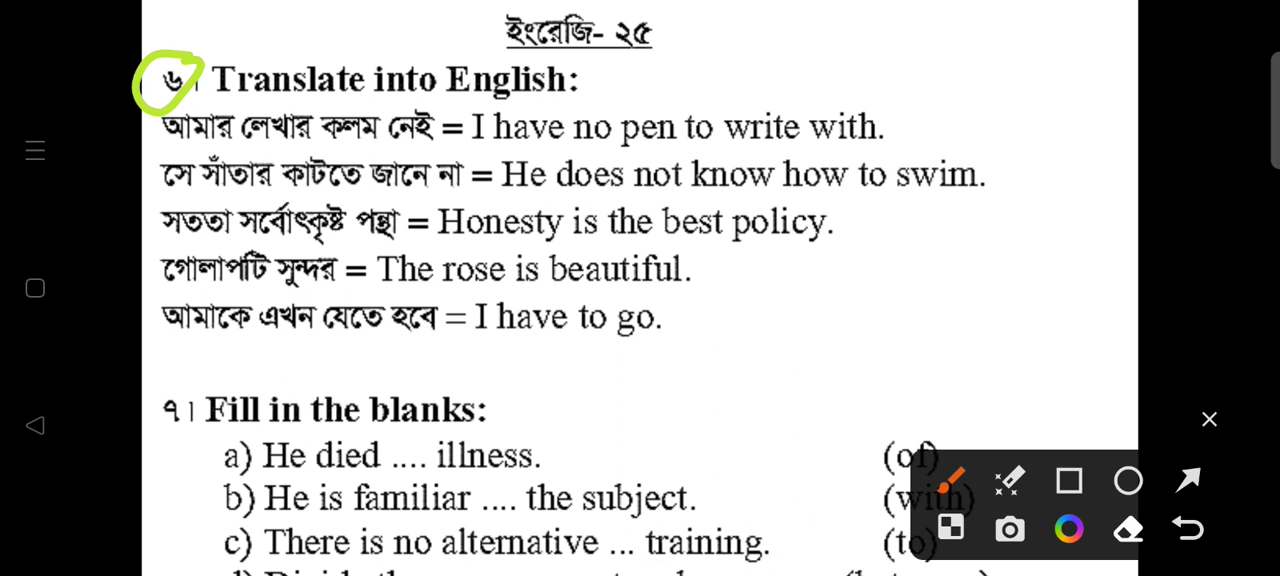 ইংরেজি- ২৫
৬। Translate into English:
আমার লেখার কলম নেই = I have no pen to write with.
সে সাঁতার কাটতে জানে না = He does not know how to swim.
সততা সর্বোৎকৃষ্ট পন্থা = Honesty is the best policy.
গোলাপটি সুন্দর = The rose is beautiful.
আমাকে এখন যেতে হবে = I have to go.
৭। Fill in the blanks:
a) He died .... illness. (of)
b) He is familiar .... the subject. (with)
c) There is no alternative ... training. (to)